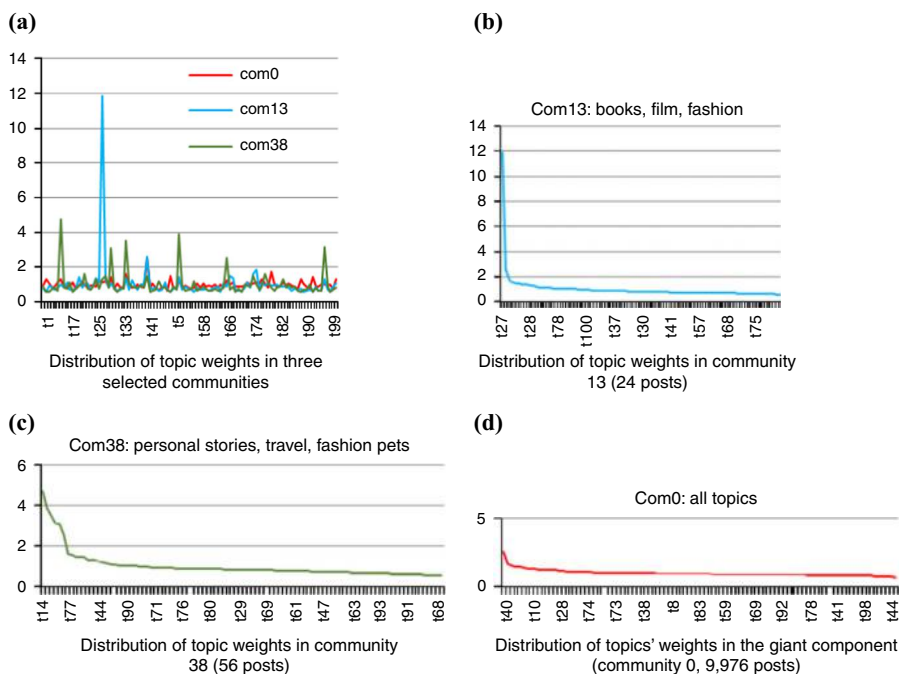 (a)
14
12
10
8
6
4
2
0
com0
com13
com38
t1 t17 t25 t33 t41 t5 t58 t66 t74 t82 t90 t99
Distribution of topic weights in three
selected communities
(b)
Com13: books, film, fashion
14
12
10
8
6
4
2
0
t27 t28 t78 t100 t37 t30 t41 t57 t68 t75
Distribution of topic weights in community
13 (24 posts)
(c)
Com38: personal stories, travel, fashion pets
6
4
2
0
t14 t77 t44 t90 t71 t76 t80 t29 t69 t61 t47 t63 t93 t91 t68
Distribution of topic weights in community
38 (56 posts)
(d)
Com0: all topics
5
0
t40 t10 t28 t74 t73 t38 t8 t83 t59 t69 t92 t78 t41 t98 t44
Distribution of topics' weights in the giant component
(community 0, 9,976 posts)